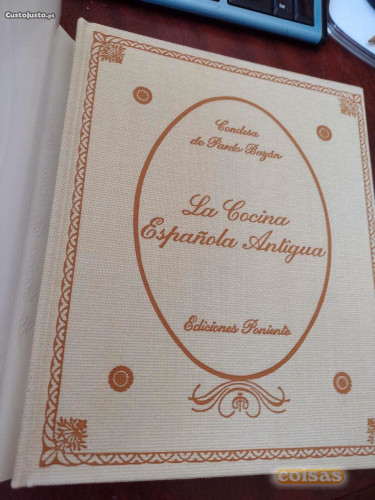 CustoJusto.pt
Condesa
de Pardo Bazán
La Cocina
Española Antigua
Ediciones Poniente
coisas